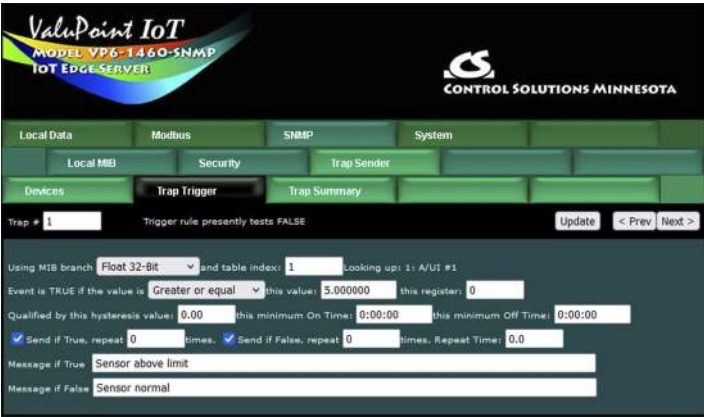 ValuPoint IoT
MODEL VP6-1460-SNMP
IOT EDGE SERVER
CS
CONTROL SOLUTIONS MINNESOTA
Local Data Modbus SNMP System
Local MIB Security Trap Sender
Devices Trap Trigger Trap Summary
Trap # 1 Trigger rule presently tests FALSE Update < Prev Next >
Using MIB branch Float 32-Bit and table index: 1 Looking up: 1: A/UI #1
Event is TRUE if the value is Greater or equal this value: 5.000000 this register: 0
Qualified by this hysteresis value: 0.00 this minimum On Time: 0:00:00 this minimum Off Time: 0:00:00
Send if True, repeat 0 times. Send if False, repeat 0 times. Repeat Time: 0.0
Message if True Sensor above limit
Message if False Sensor normal